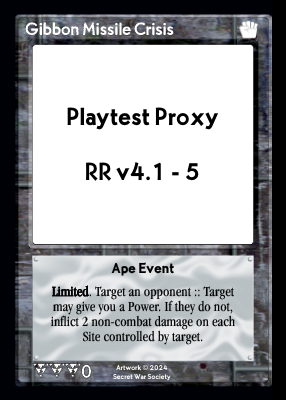 Gibbon Missile Crisis
Playtest Proxy
RR v4.1 - 5
Ape Event
Limited. Target an opponent :: Target
may give you a Power. If they do not,
inflict 2 non-combat damage on each
Site controlled by target.
0
Artwork © 2024
Secret War Society